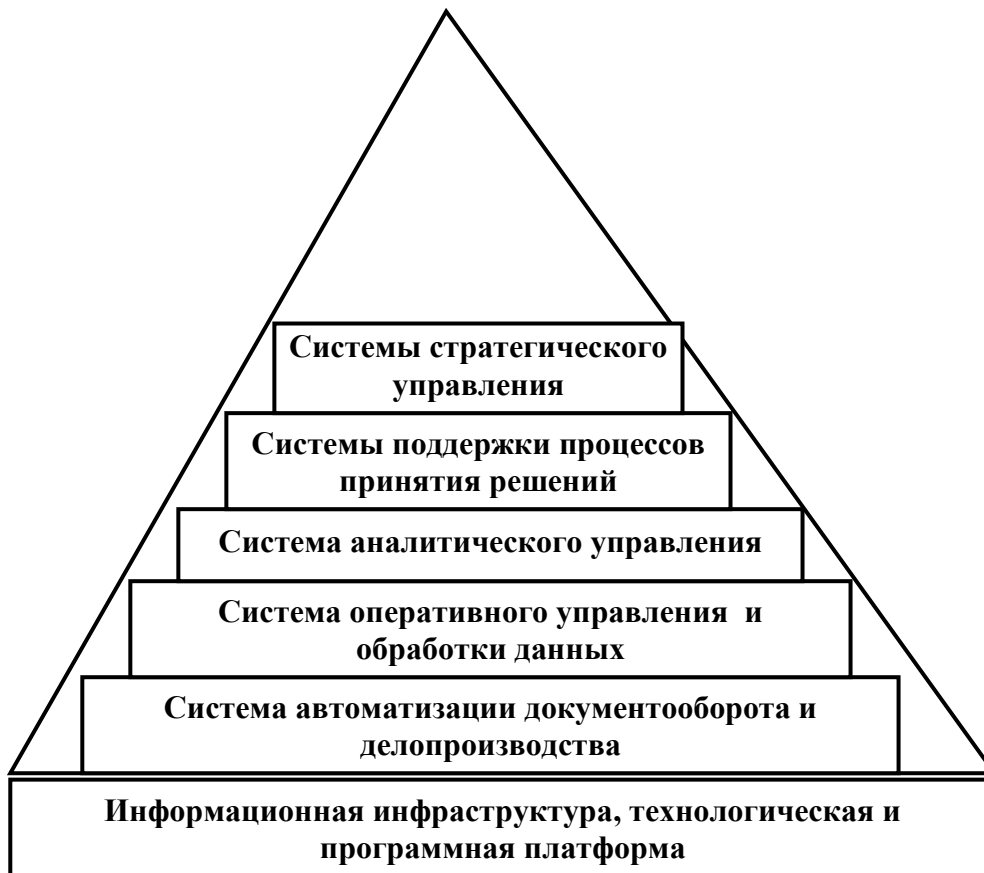 Системы стратегического
управления
Системы поддержки процессов
принятия решений
Система аналитического управления
Система оперативного управления и
обработки данных
Система автоматизации документооборота и
делопроизводства
Информационная инфраструктура, технологическая и
программная платформа